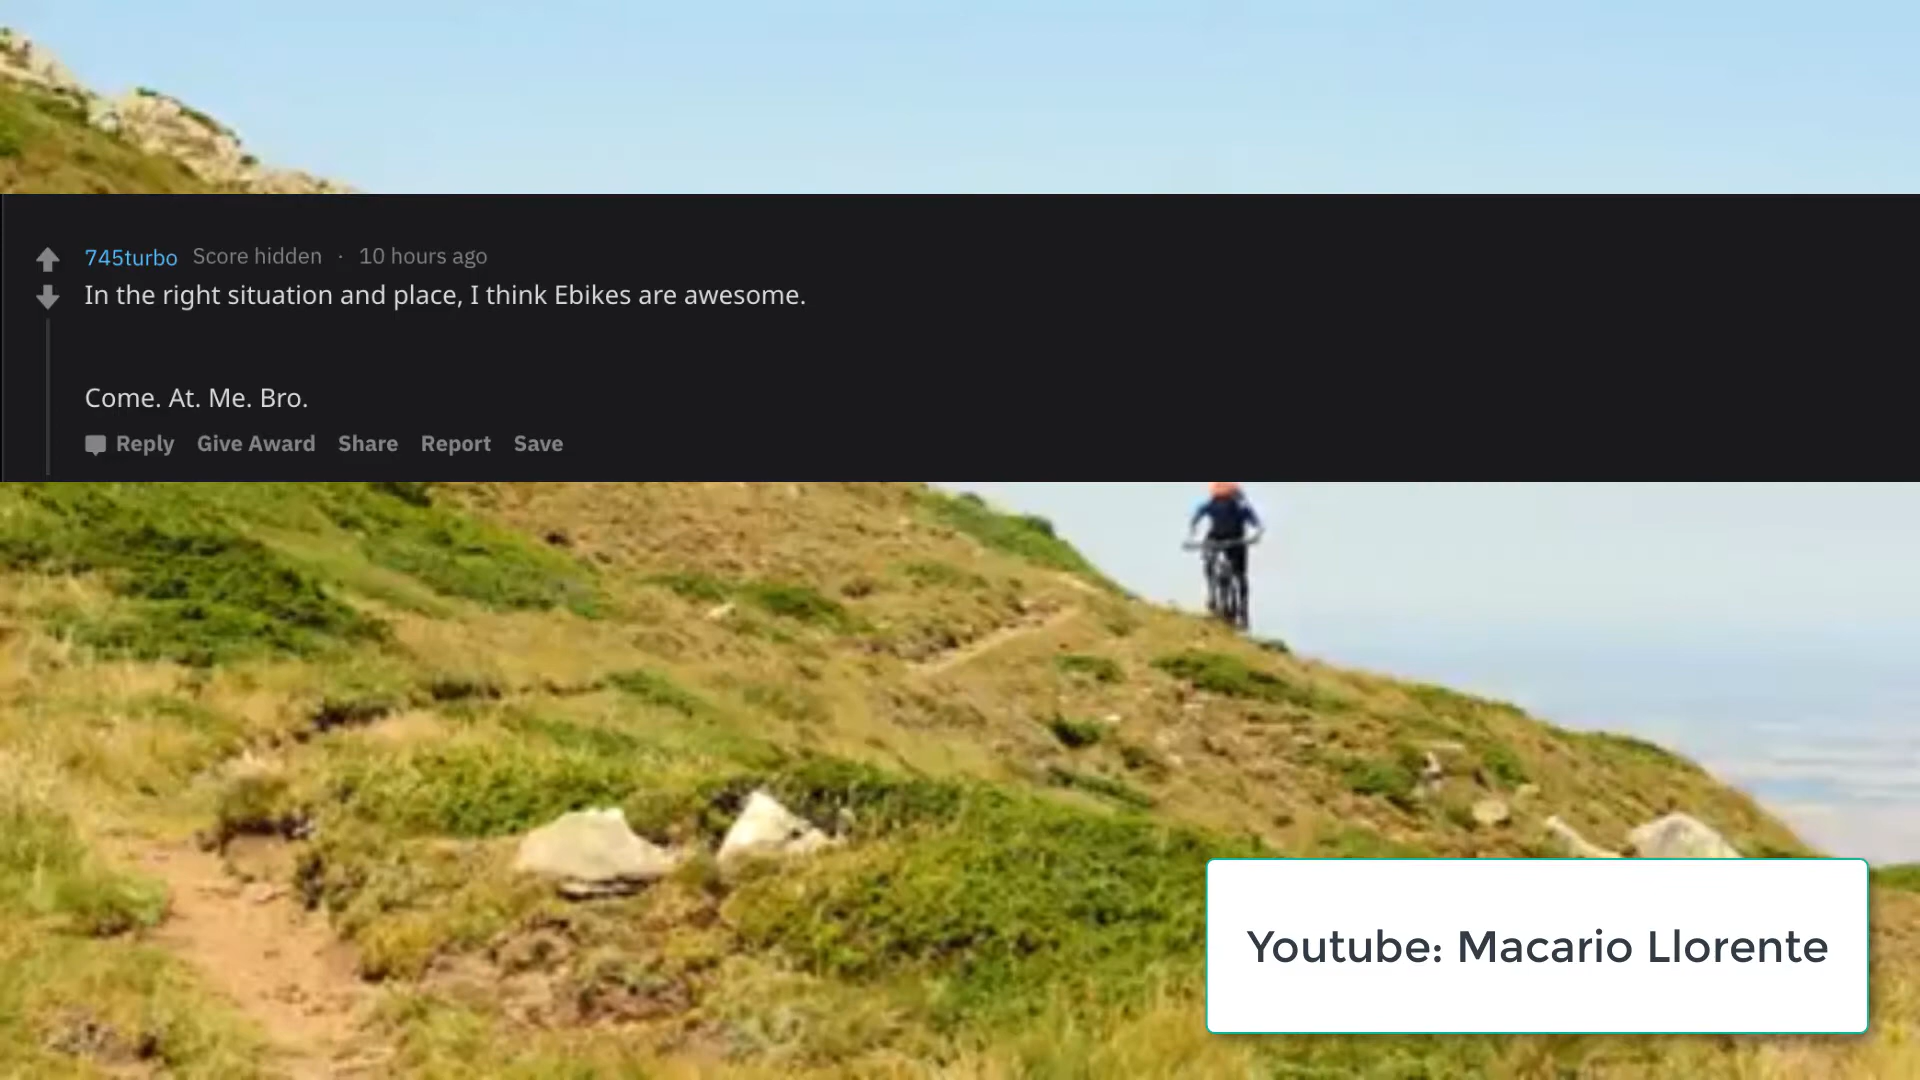 745turbo Score hidden · 10 hours ago
In the right situation and place, I think Ebikes are awesome.
Come. At. Me. Bro.
Reply Give Award Share Report Save
Youtube: Macario Llorente